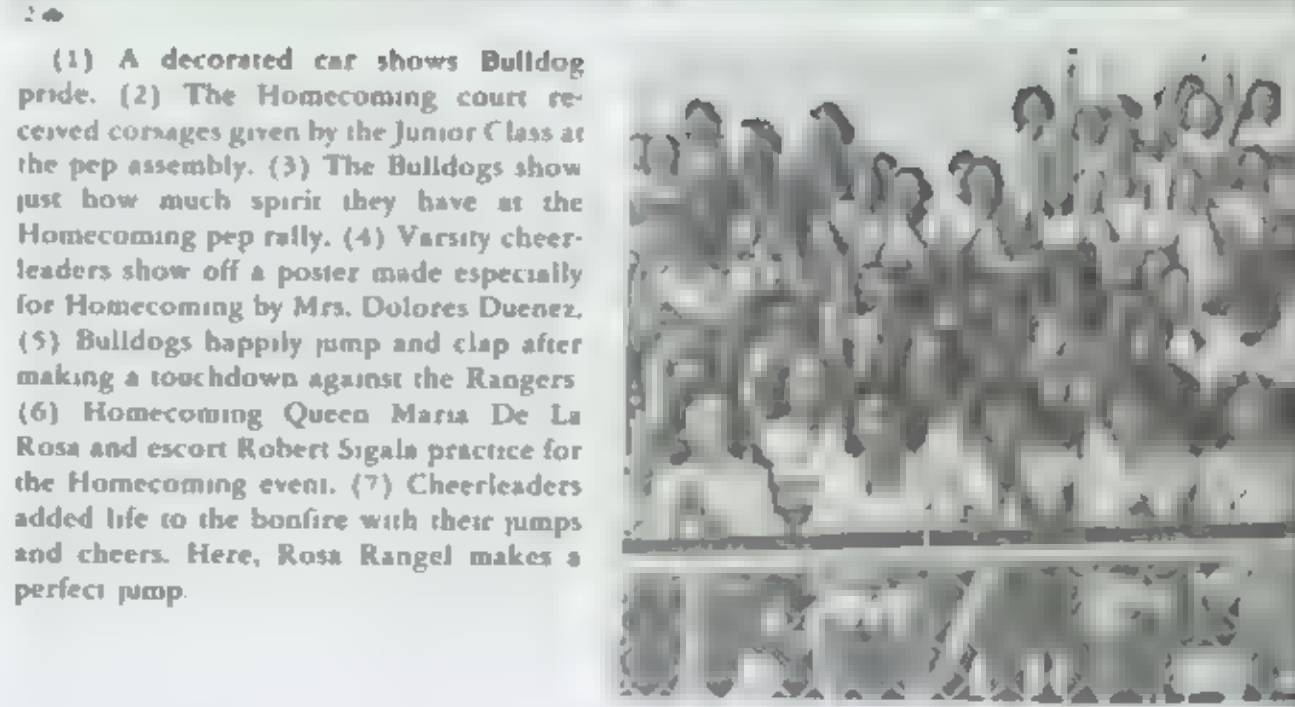 2
(1) A decorated car shows Bulldog
pride. (2) The Homecoming court re-
ceived corsages given by the Junior Class at
the pep assembly. (3) The Bulldogs show
just how much spirit they have at the
Homecoming pep rally. (4) Varsity cheer-
leaders show off a poster made especially
for Homecoming by Mrs. Dolores Duenez.
(5) Bulldogs happily jump and clap after
making a touchdown against the Rangers
(6) Homecoming Queen Maria De La
Rosa and escort Robert Sigala practice for
the Homecoming event. (7) Cheerleaders
added life to the bonfire with their jumps
and cheers. Here, Rosa Rangel makes a
perfect jump.